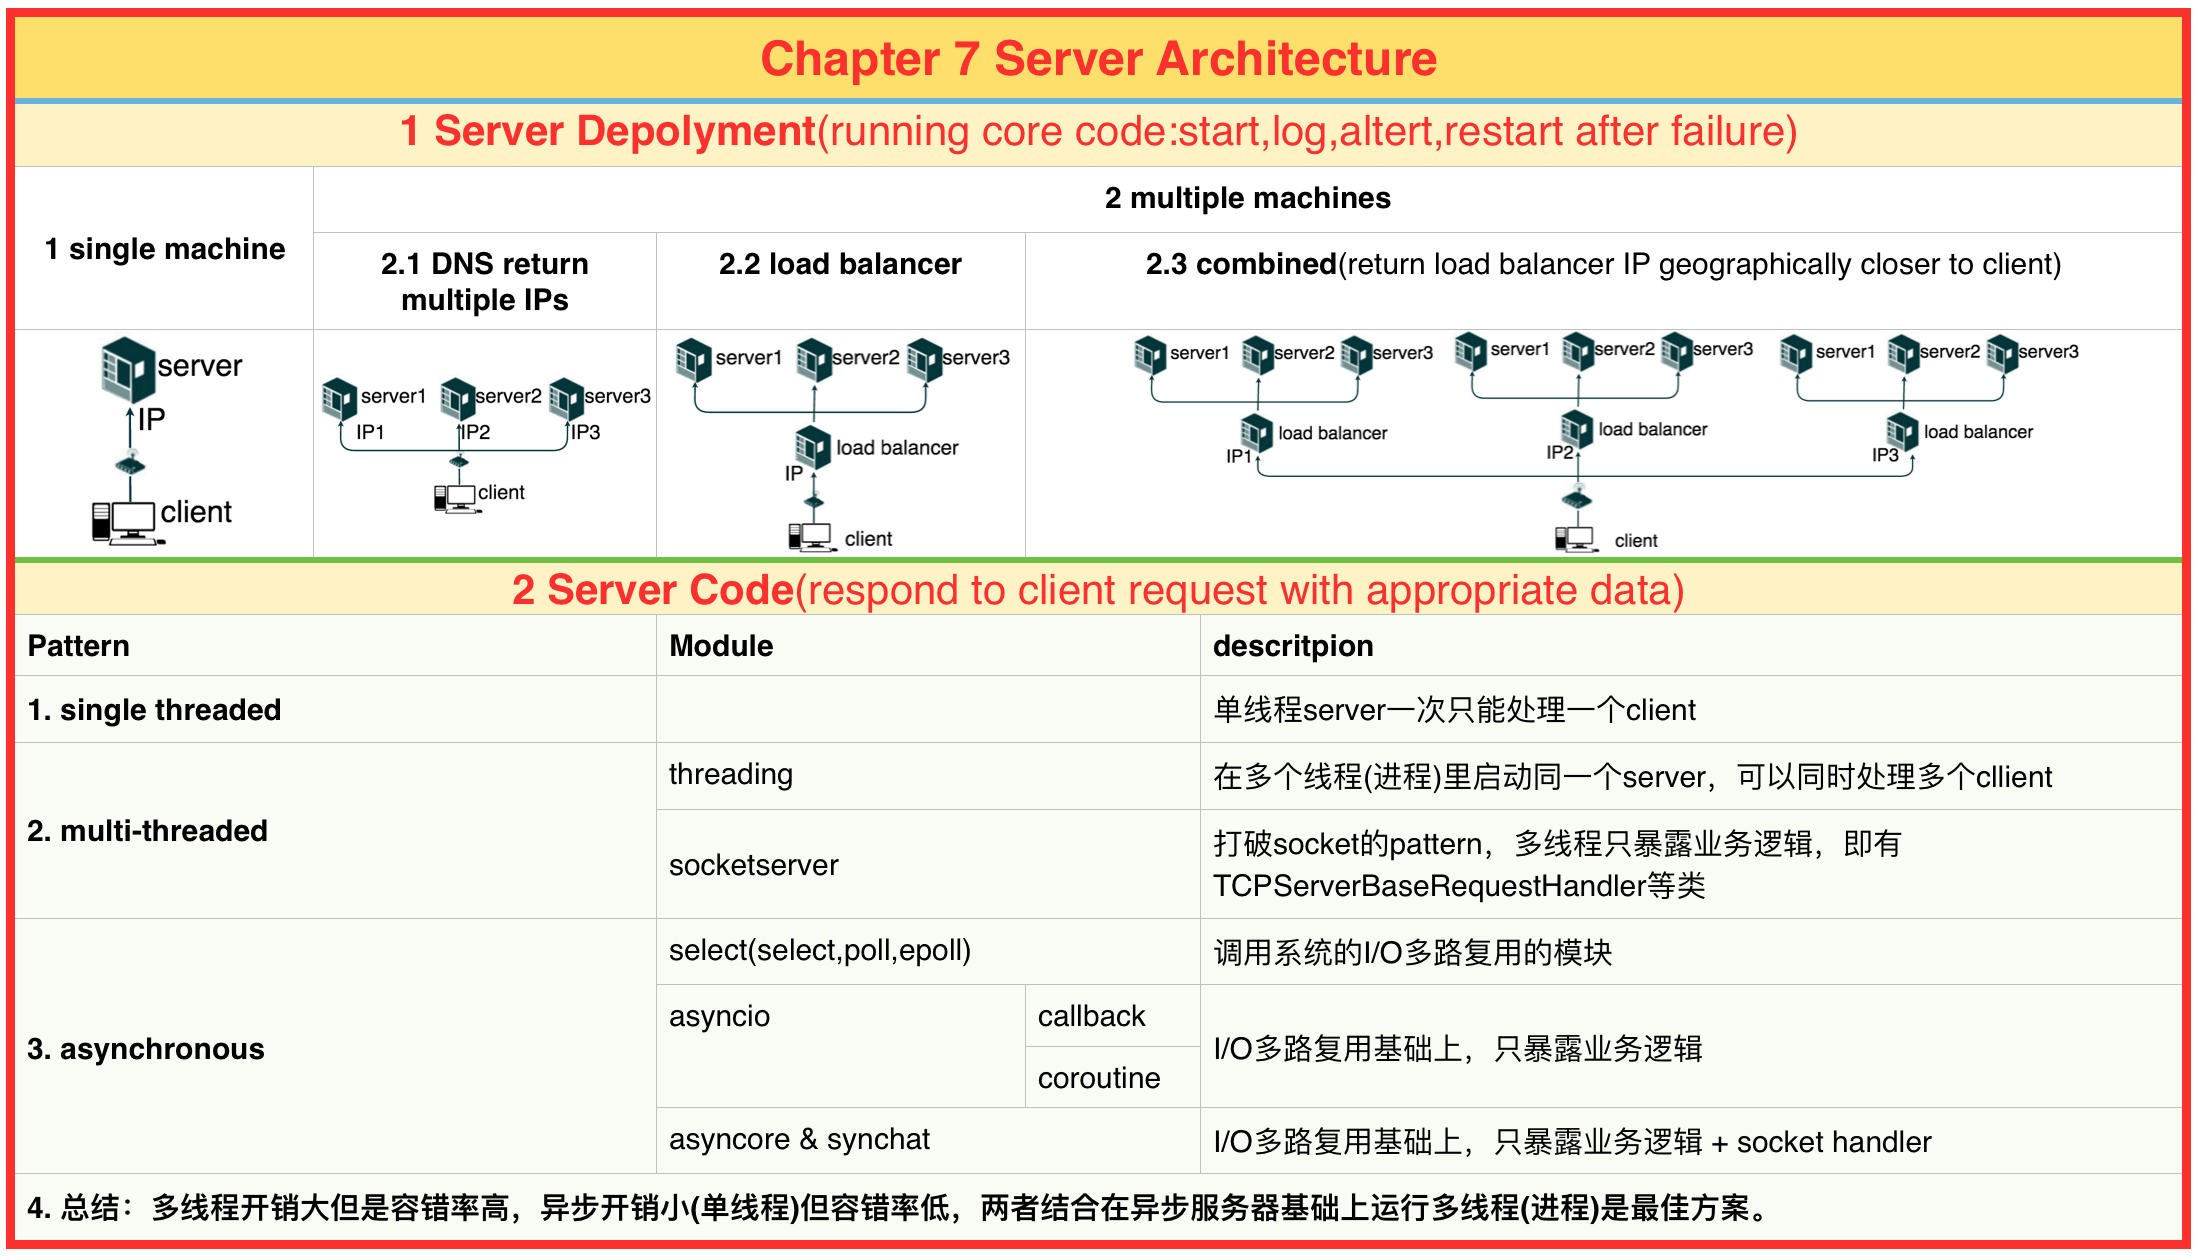 Chapter 7 Server Architecture
1 Server Depolyment(running core code:start,log,altert,restart after failure)
1 single machine
2 multiple machines
2.1 DNS return
multiple IPs
2.2 load balancer
2.3 combined(return load balancer IP geographically closer to client)
server
IP
client
server1
server2
server3
IP1
IP2
IP3
client
server1
server2
server3
load balancer
IP
client
server1
server2
server3
server1
server2
server3
server1
server2
server3
load balancer
load balancer
load balancer
IP1
IP2
IP3
client
2 Server Code(respond to client request with appropriate data)
Pattern
Module
descritpion
1. single threaded
单线程server一次只能处理一个client
2. multi-threaded
threading
在多个线程(进程)里启动同一个server，可以同时处理多个cllient
socketserver
打破socket的pattern，多线程只暴露业务逻辑，即有
TCPServerBaseRequestHandler等类
3. asynchronous
select(select,poll,epoll)
调用系统的I/O多路复用的模块
asyncio
callback
coroutine
I/O多路复用基础上，只暴露业务逻辑
asyncore & synchat
I/O多路复用基础上，只暴露业务逻辑 + socket handler
4. 总结：多线程开销大但是容错率高，异步开销小(单线程)但容错率低，两者结合在异步服务器基础上运行多线程(进程)是最佳方案。